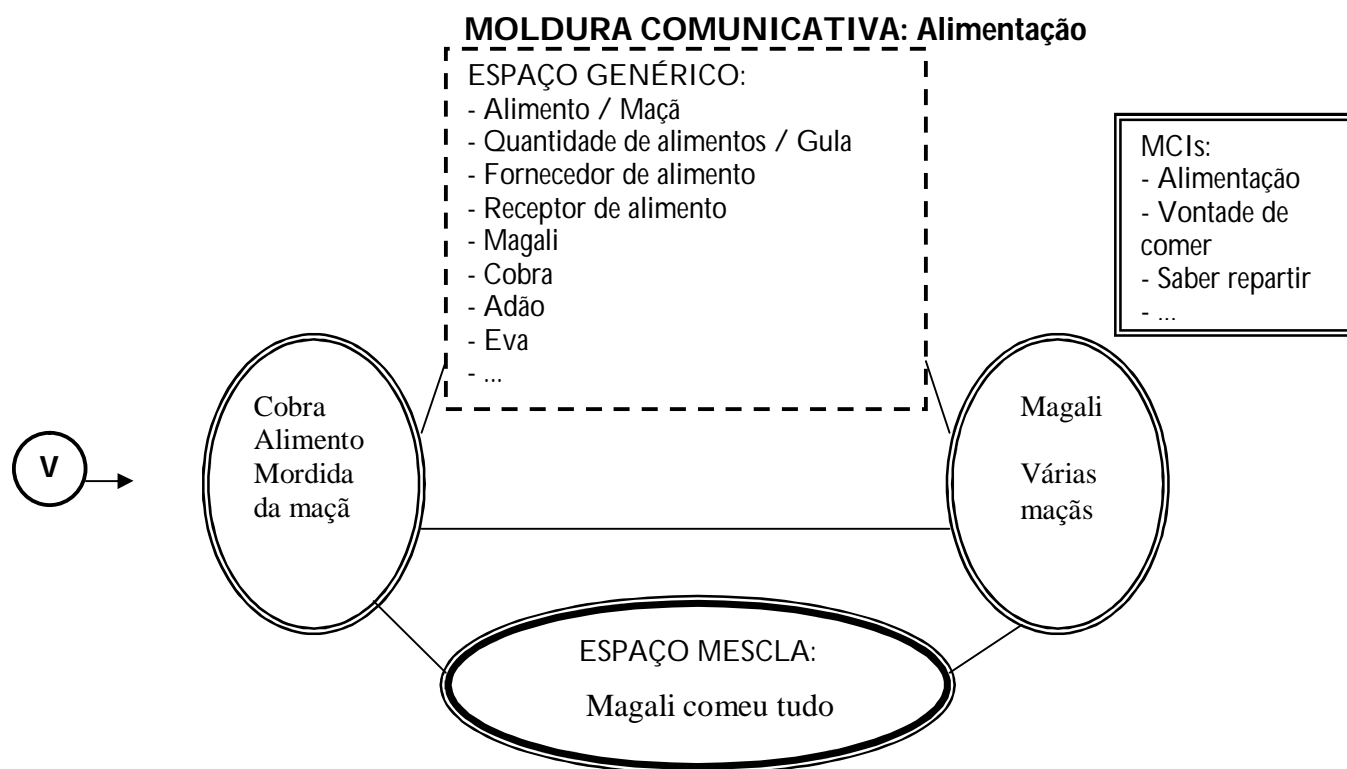 MOLDURA COMUNICATIVA: Alimentação
ESPAÇO GENÉRICO:
- Alimento / Maçã
- Quantidade de alimentos / Gula
- Fornecedor de alimento
- Receptor de alimento
- Magali
- Cobra
- Adão
- Eva
- ...
MCIs:
- Alimentação
- Vontade de
comer
- Saber repartir
- ...
V
Cobra
Alimento
Mordida
da maçã
Magali
Várias
maçãs
ESPAÇO MESCLA:
Magali comeu tudo